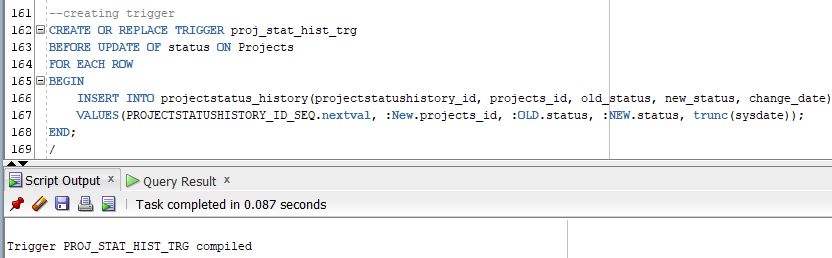 161 --creating trigger
162 CREATE OR REPLACE TRIGGER proj_stat_hist_trg
163 BEFORE UPDATE OF status ON Projects
164 FOR EACH ROW
165 BEGIN
166 INSERT INTO projectstatus_history(projectstatushistory_id, projects_id, old_status, new_status, change_date)
167 VALUES(PROJECTSTATUSHISTORY_ID_SEQ.nextval, :New.projects_id, :OLD.status, :NEW.status, trunc(sysdate));
168 END;
169 /
Script Output x Query Result x
Task completed in 0.087 seconds
Trigger PROJ_STAT_HIST_TRG compiled